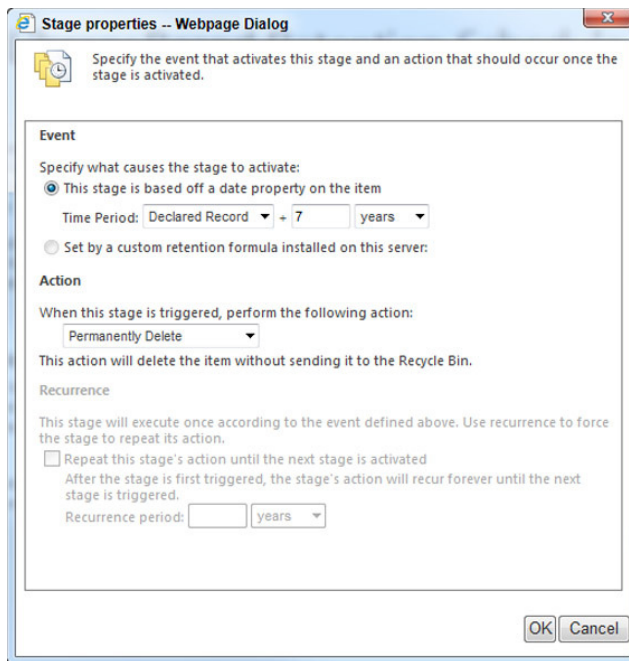 Stage properties -- Webpage Dialog
Specify the event that activates this stage and an action that should occur once the
stage is activated.
Event
Specify what causes the stage to activate:
This stage is based off a date property on the item
Time Period: Declared Record + 7 years
Set by a custom retention formula installed on this server:
Action
When this stage is triggered, perform the following action:
Permanently Delete
This action will delete the item without sending it to the Recycle Bin.
Recurrence
This stage will execute once according to the event defined above. Use recurrence to force
the stage to repeat its action.
Repeat this stage's action until the next stage is activated
After the stage is first triggered, the stage's action will recur forever until the next
stage is triggered.
Recurrence period: years
OK Cancel